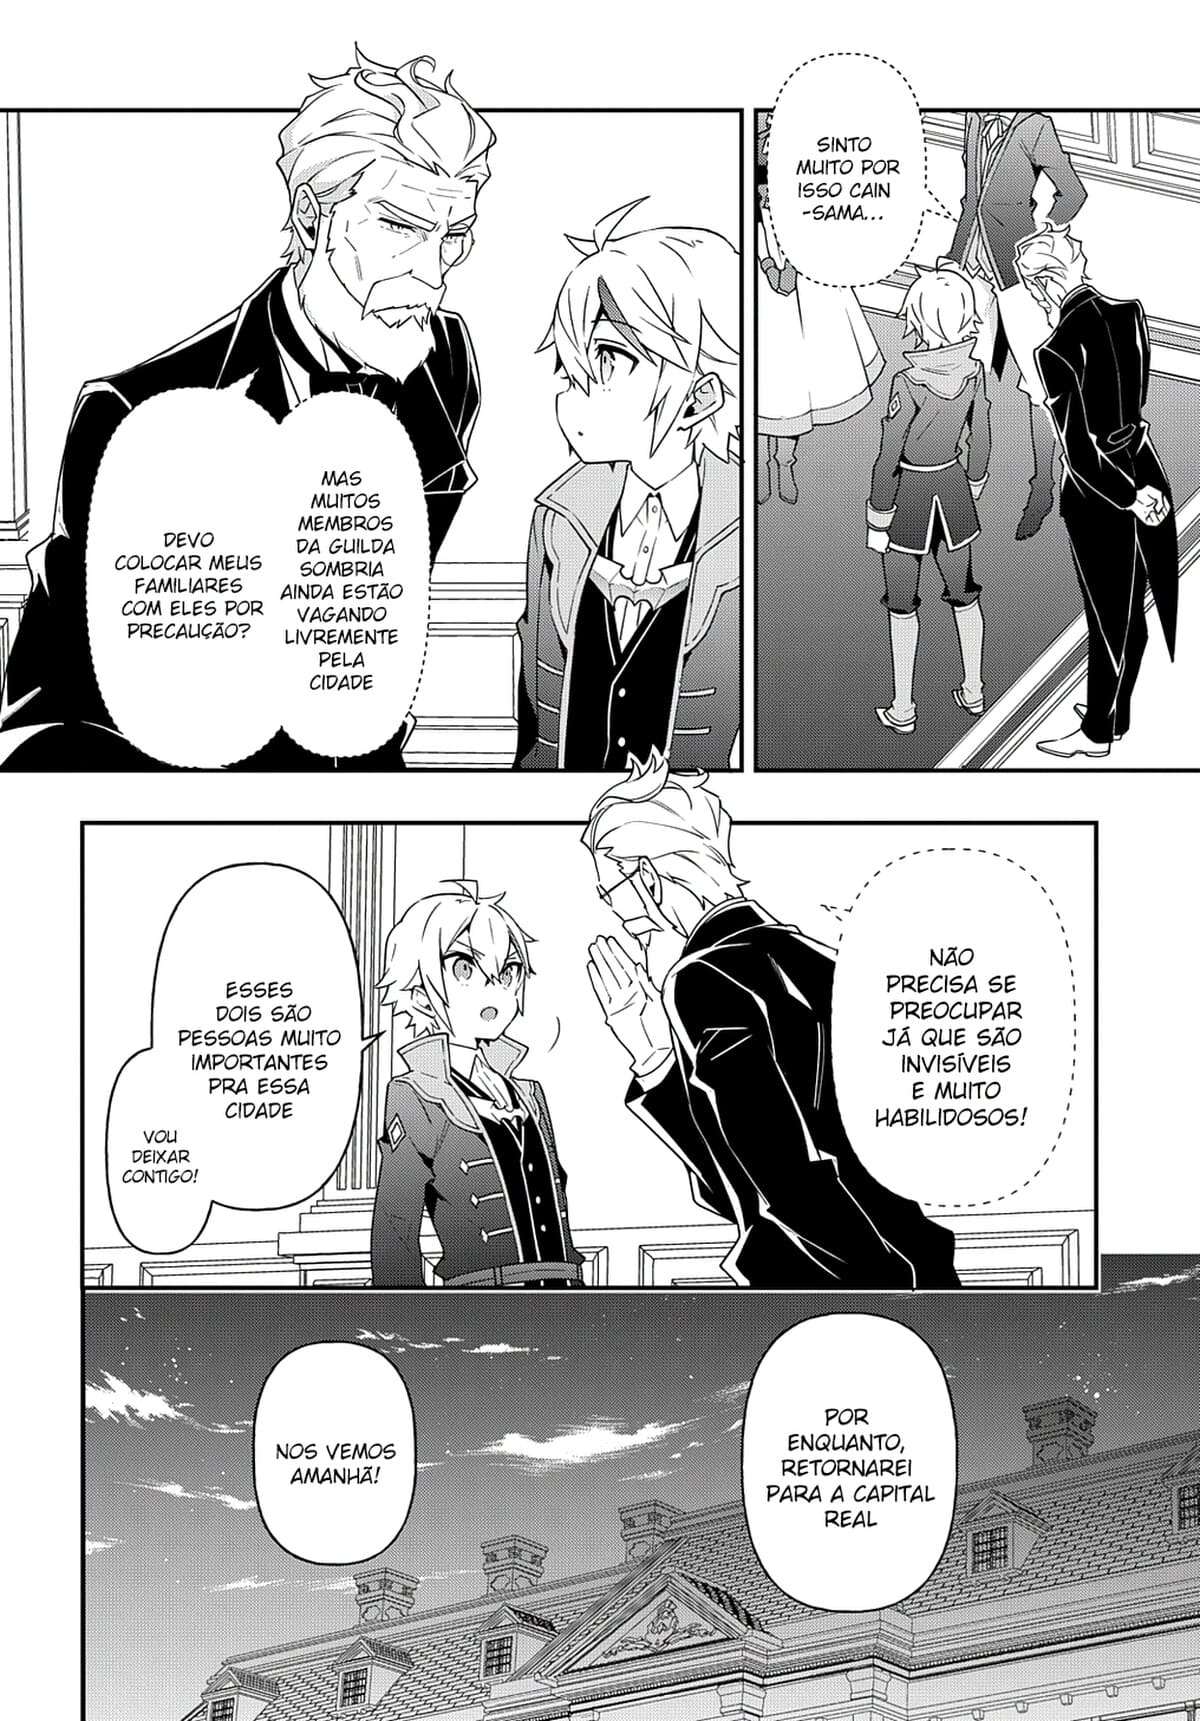 SINTO
MUITO POR
ISSO CAIN
-SAMA...
MAS
MUITOS
MEMBROS
DA GUILDA
SOMBRIA
AINDA ESTÃO
VAGANDO
LIVREMENTE
PELA
CIDADE
DEVO
COLOCAR MEUS
FAMILIARES
COM ELES POR
PRECAUÇÃO?
NÃO
PRECISA SE
PREOCUPAR
JÁ QUE SÃO
INVISÍVEIS
E MUITO
HABILIDOSOS!
ESSES
DOIS SÃO
PESSOAS MUITO
IMPORTANTES
PRA ESSA
CIDADE
VOU
DEIXAR
CONTIGO!
POR
ENQUANTO,
RETORNAREI
PARA A CAPITAL
REAL
NOS VEMOS
AMANHÃ!